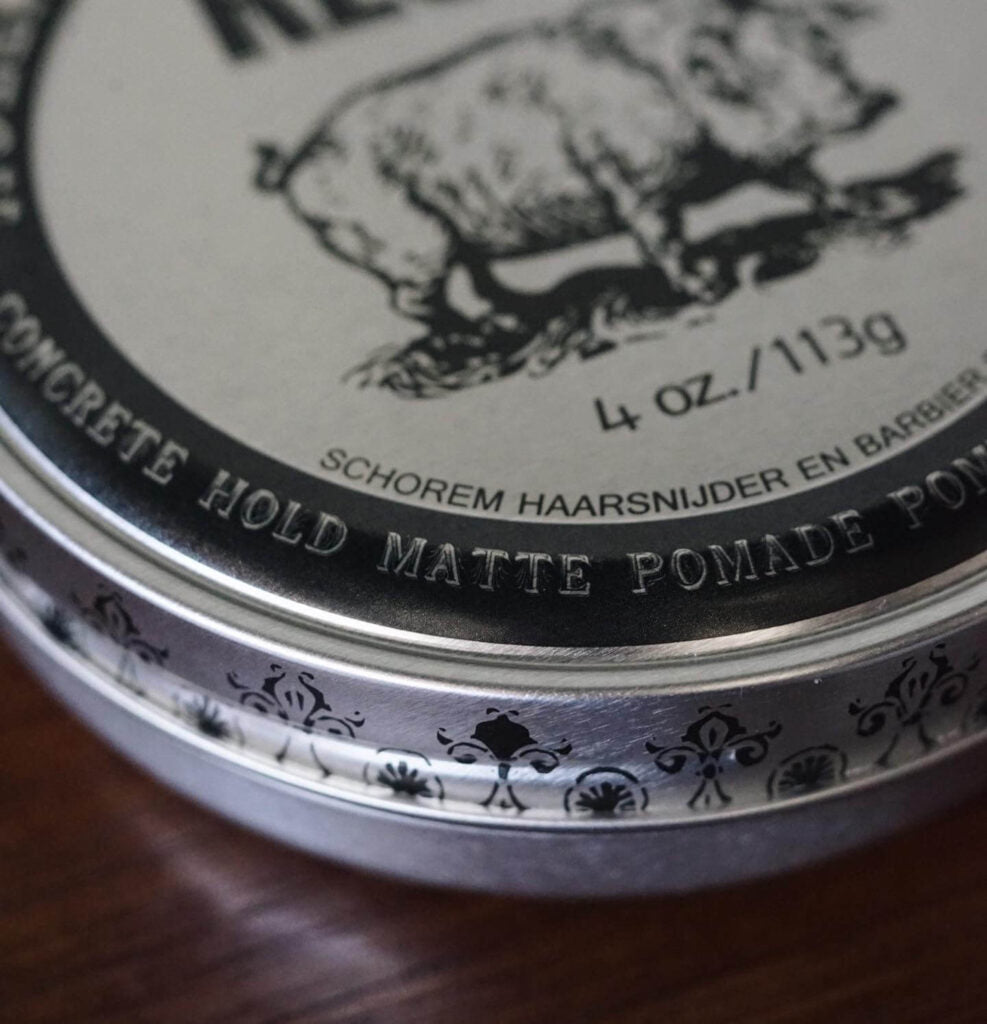 4 oz./113g
SCHOREM HAARSNIJDER EN BARBIER
CONCRETE HOLD MATTE POMADE